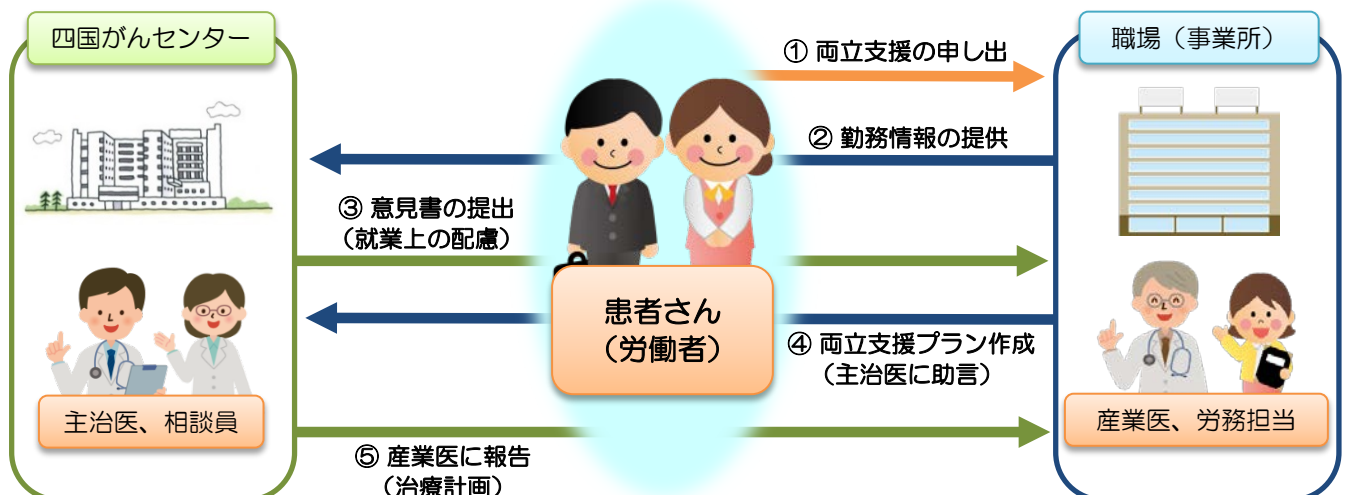 四国がんセンター
職場（事業所）
① 両立支援の申し出
② 勤務情報の提供
③ 意見書の提出
（就業上の配慮）
患者さん
（労働者）
④ 両立支援プラン作成
（主治医に助言）
主治医、相談員
産業医、労務担当
⑤ 産業医に報告
（治療計画）